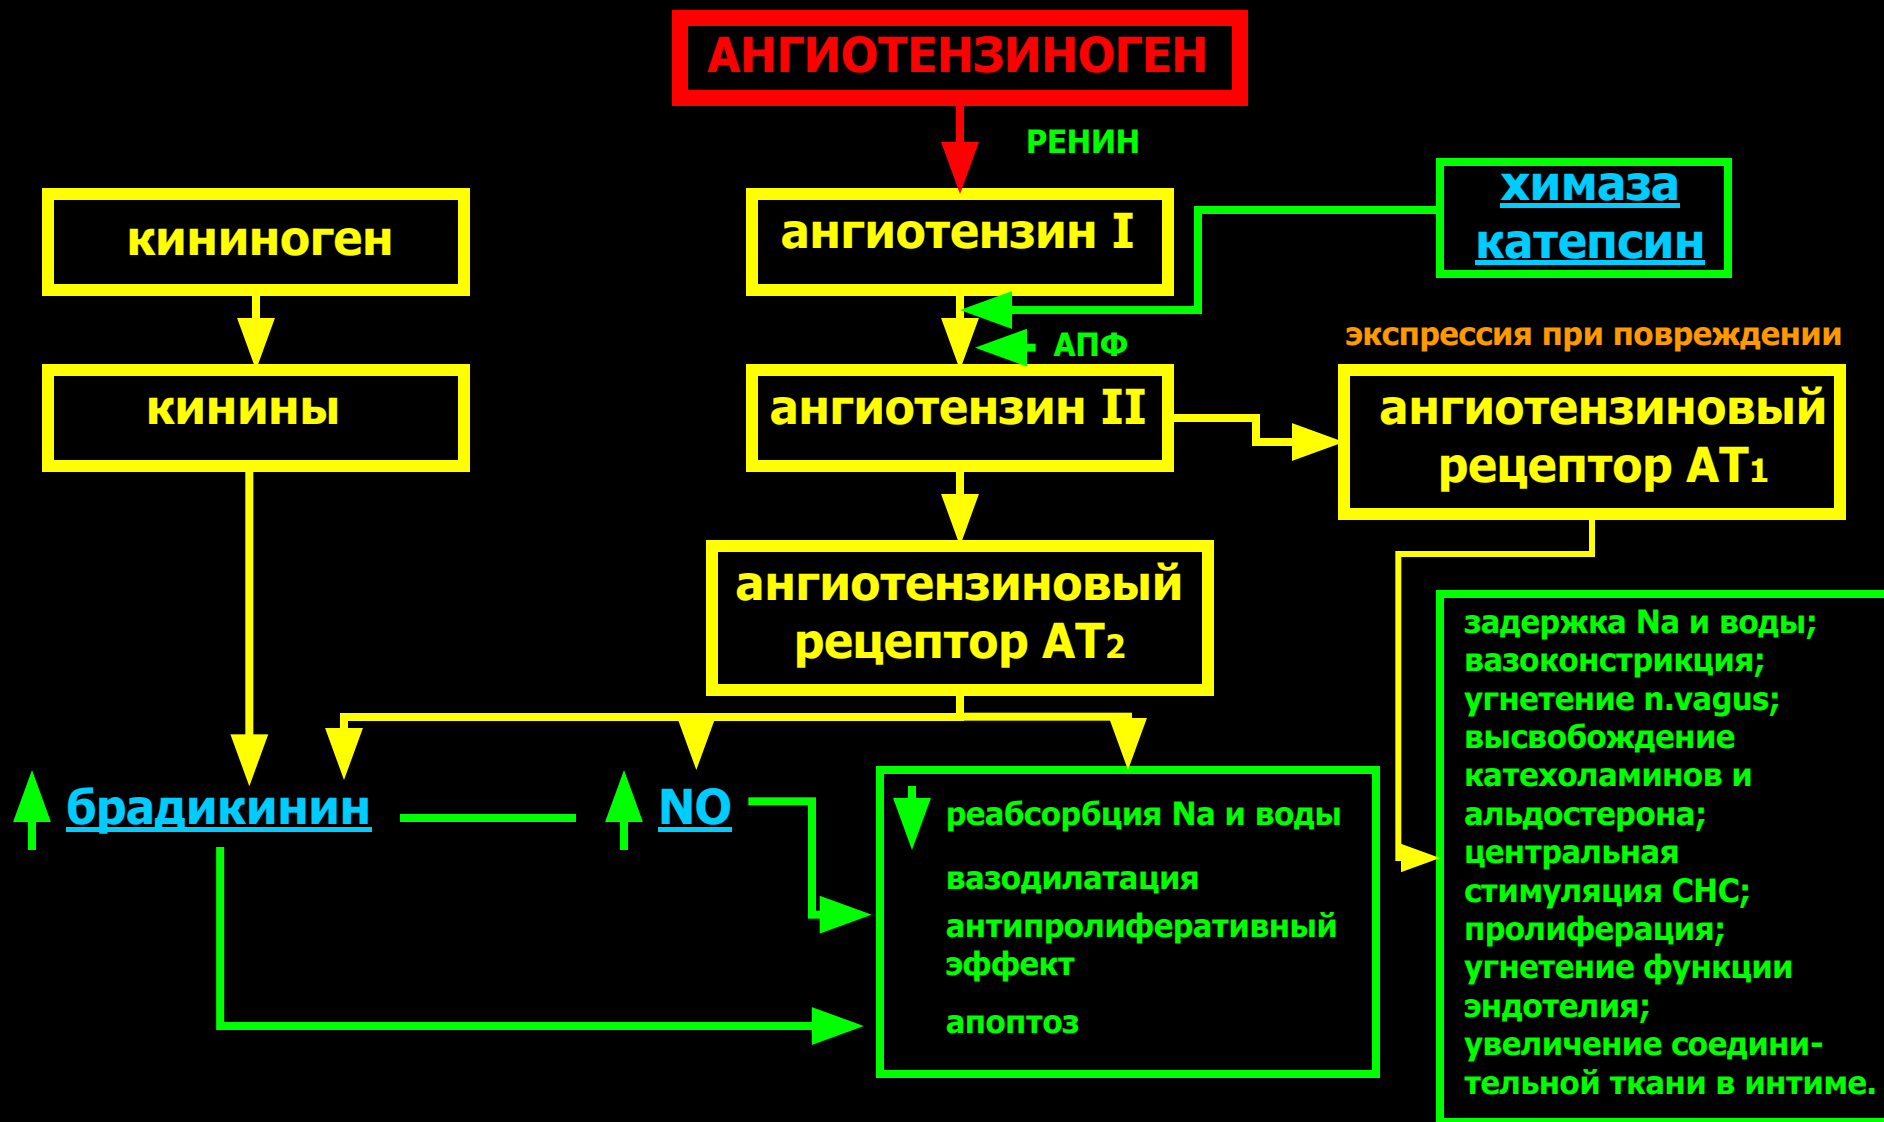 АНГИОТЕНЗИНОГЕН
РЕНИН
кининоген
ангиотензин I
химаза
катепсин
АПФ
экспрессия при повреждении
кинины
ангиотензин II
ангиотензиновый
рецептор АТ1
ангиотензиновый
рецептор АТ2
брадикинин
NO
реабсорбция Na и воды
вазодилатация
антипролиферативный
эффект
апоптоз
задержка Na и воды;
вазоконстрикция;
угнетение n.vagus;
высвобождение
катехоламинов и
альдостерона;
центральная
стимуляция СНС;
пролиферация;
угнетение функции
эндотелия;
увеличение соедини-
тельной ткани в интиме.